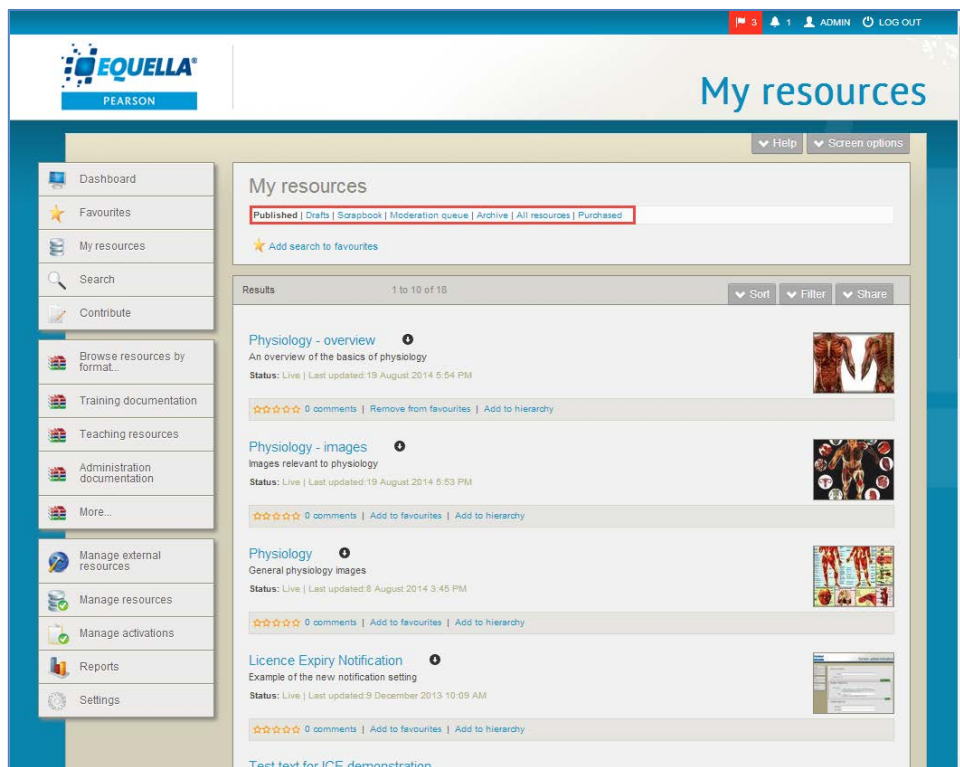 3 1 ADMIN LOG OUT
EQUELLA®
PEARSON
My resources
Help Screen options
Dashboard
Favourites
My resources
Search
Contribute
Browse resources by
format...
Training documentation
Teaching resources
Administration
documentation
More...
Manage external
resources
Manage resources
Manage activations
Reports
Settings
My resources
Published | Drafts | Scrapbook | Moderation queue | Archive | All resources | Purchased
Add search to favourites
Results 1 to 10 of 18 Sort Filter Share
Physiology - overview
An overview of the basics of physiology
Status: Live | Last updated:19 August 2014 5:54 PM
0 comments | Remove from favourites | Add to hierarchy
Physiology - images
Images relevant to physiology
Status: Live | Last updated:19 August 2014 5:53 PM
0 comments | Add to favourites | Add to hierarchy
Physiology
General physiology images
Status: Live | Last updated:8 August 2014 3:45 PM
0 comments | Add to favourites | Add to hierarchy
Licence Expiry Notification
Example of the new notification setting
Status: Live | Last updated:9 December 2013 10:09 AM
0 comments | Add to favourites | Add to hierarchy
Test text for ICE demonstration